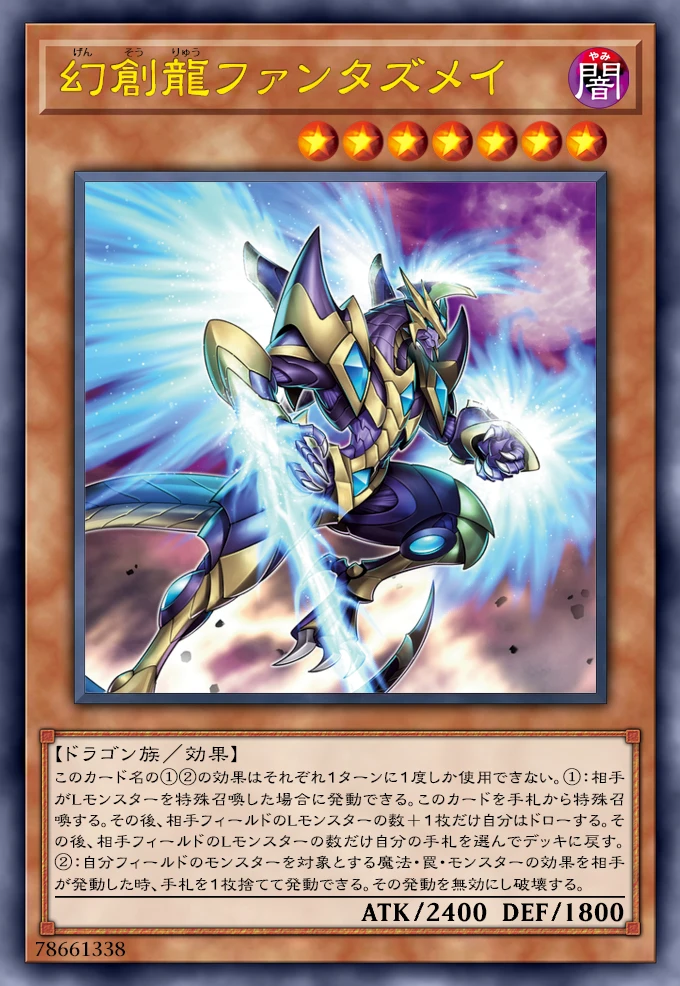 げん そう りゅう
幻創龍ファンタズメイ
やみ
闇
【ドラゴン族／効果】
このカード名の①②の効果はそれぞれ1ターンに1度しか使用できない。①：相手
がLモンスターを特殊召喚した場合に発動できる。このカードを手札から特殊召
喚する。その後、相手フィールドのLモンスターの数＋1枚だけ自分はドローする。そ
の後、相手フィールドのLモンスターの数だけ自分の手札を選んでデッキに戻す。
②：自分フィールドのモンスターを対象とする魔法・罠・モンスターの効果を相手
が発動した時、手札を1枚捨てて発動できる。その発動を無効にし破壊する。
ATK/2400 DEF/1800
78661338